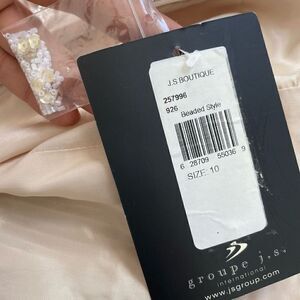 J.S. BOUTIQUE
257996
926
Beaded Style
6 28709 55036 9
SIZE: 10
groupe j.s.
international
www.jsgroup.com